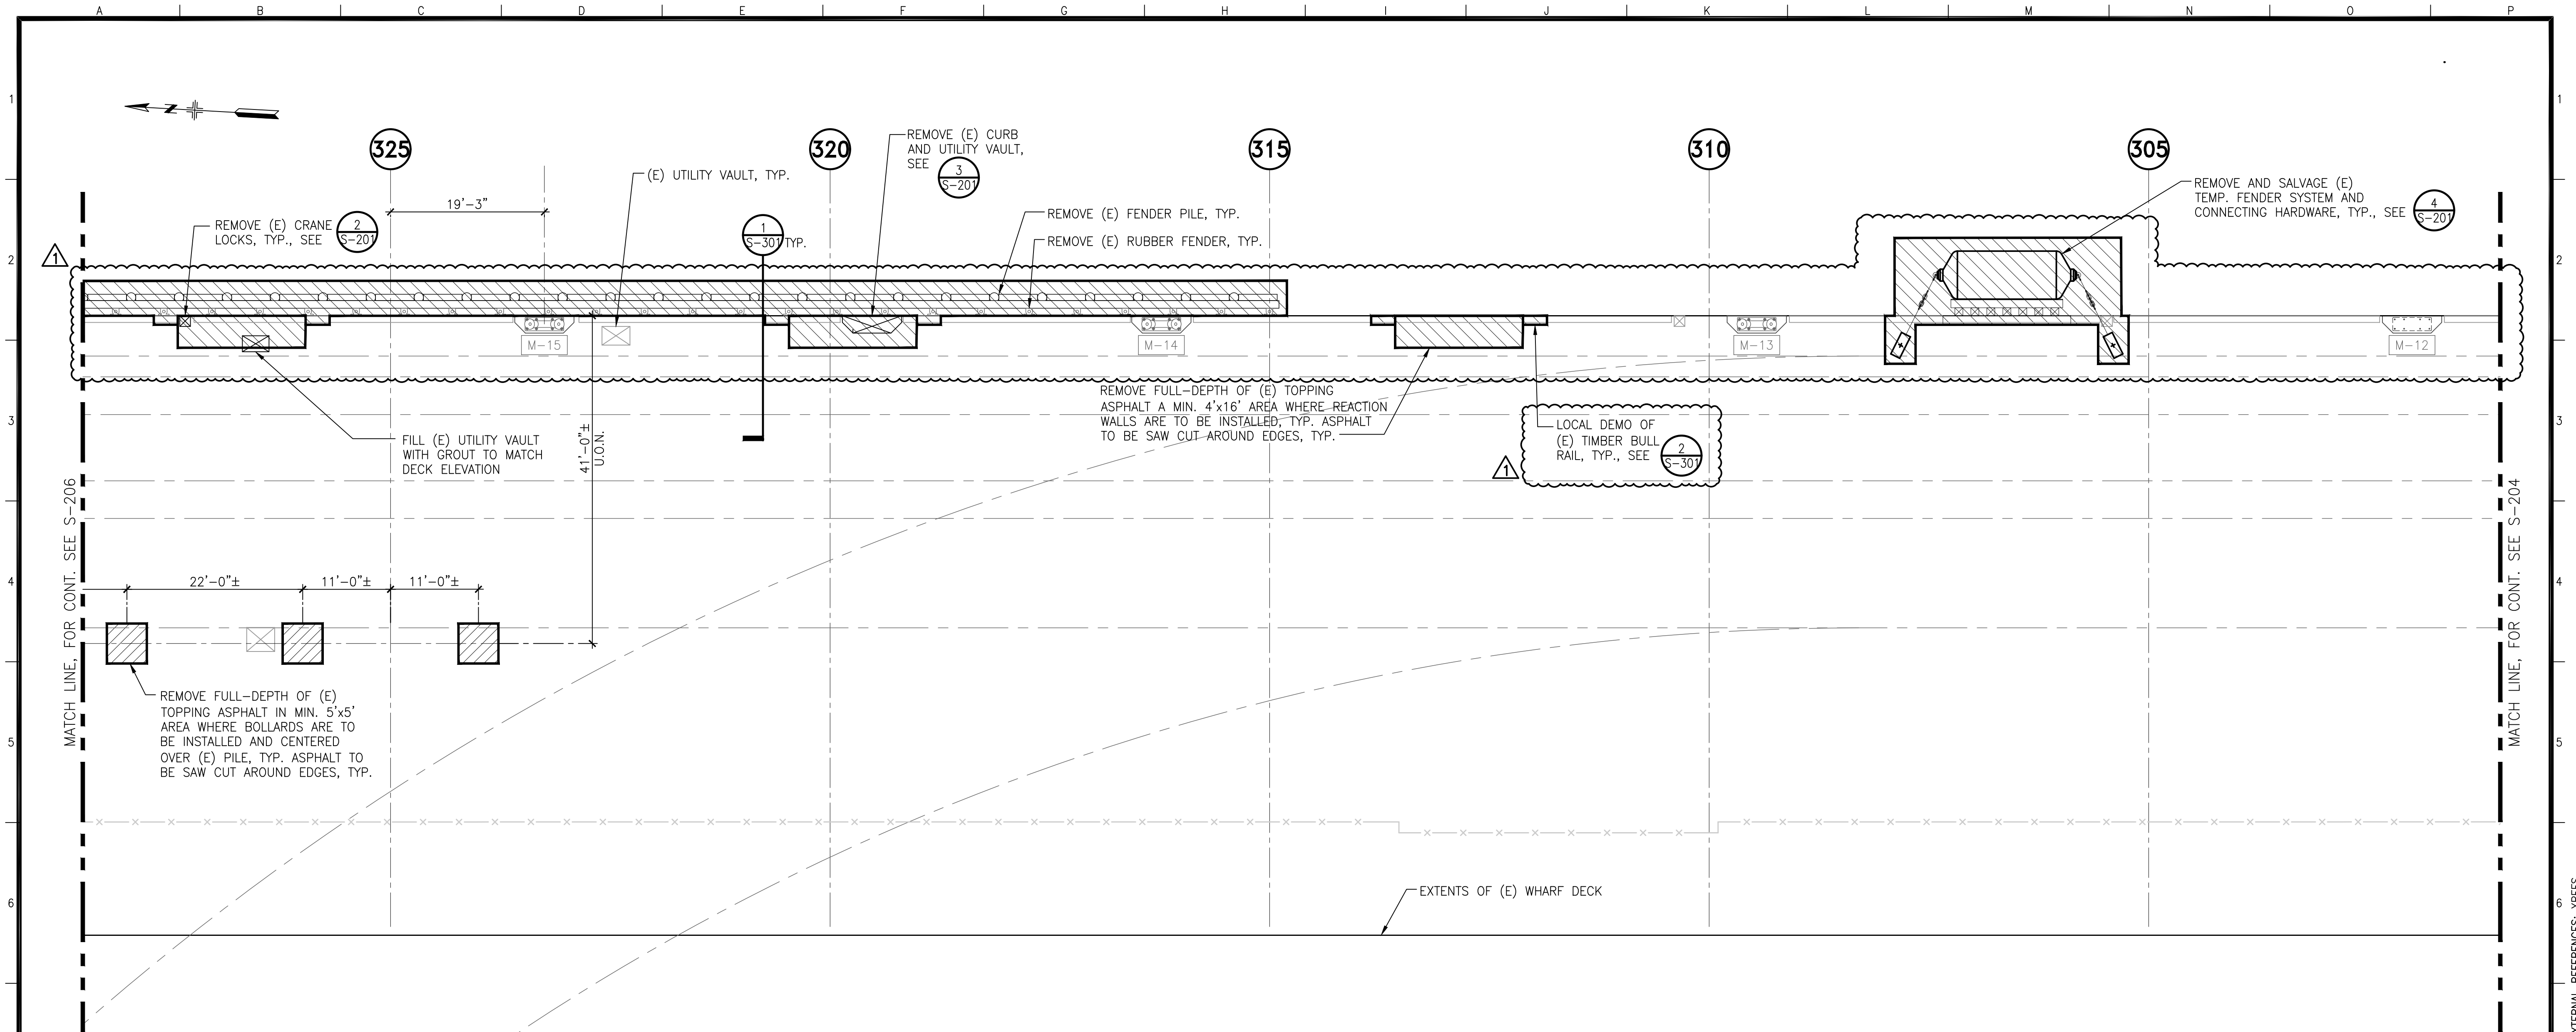 A B C D E F G H I J K L M N O P
1
1
N
325
320
315
310
305
REMOVE (E) CURB
AND UTILITY VAULT,
SEE
3
S-201
(E) UTILITY VAULT, TYP.
19'-3"
REMOVE (E) CRANE
LOCKS, TYP., SEE
2
S-201
1
S-301
TYP.
REMOVE (E) FENDER PILE, TYP.
REMOVE (E) RUBBER FENDER, TYP.
REMOVE AND SALVAGE (E)
TEMP. FENDER SYSTEM AND
CONNECTING HARDWARE, TYP., SEE
4
S-201
1
2
2
M-15
M-14
M-13
M-12
3
3
FILL (E) UTILITY VAULT
WITH GROUT TO MATCH
DECK ELEVATION
41'-0"±
U.O.N.
REMOVE FULL-DEPTH OF (E) TOPPING
ASPHALT A MIN. 4'x16' AREA WHERE REACTION
WALLS ARE TO BE INSTALLED, TYP. ASPHALT
TO BE SAW CUT AROUND EDGES, TYP.
LOCAL DEMO OF
(E) TIMBER BULL
RAIL, TYP., SEE
2
S-301
1
MATCH LINE, FOR CONT. SEE S-206
MATCH LINE, FOR CONT. SEE S-204
4
4
22'-0"±
11'-0"±
11'-0"±
REMOVE FULL-DEPTH OF (E)
TOPPING ASPHALT IN MIN. 5'x5'
AREA WHERE BOLLARDS ARE TO
BE INSTALLED AND CENTERED
OVER (E) PILE, TYP. ASPHALT TO
BE SAW CUT AROUND EDGES, TYP.
5
5
EXTENTS OF (E) WHARF DECK
6
6